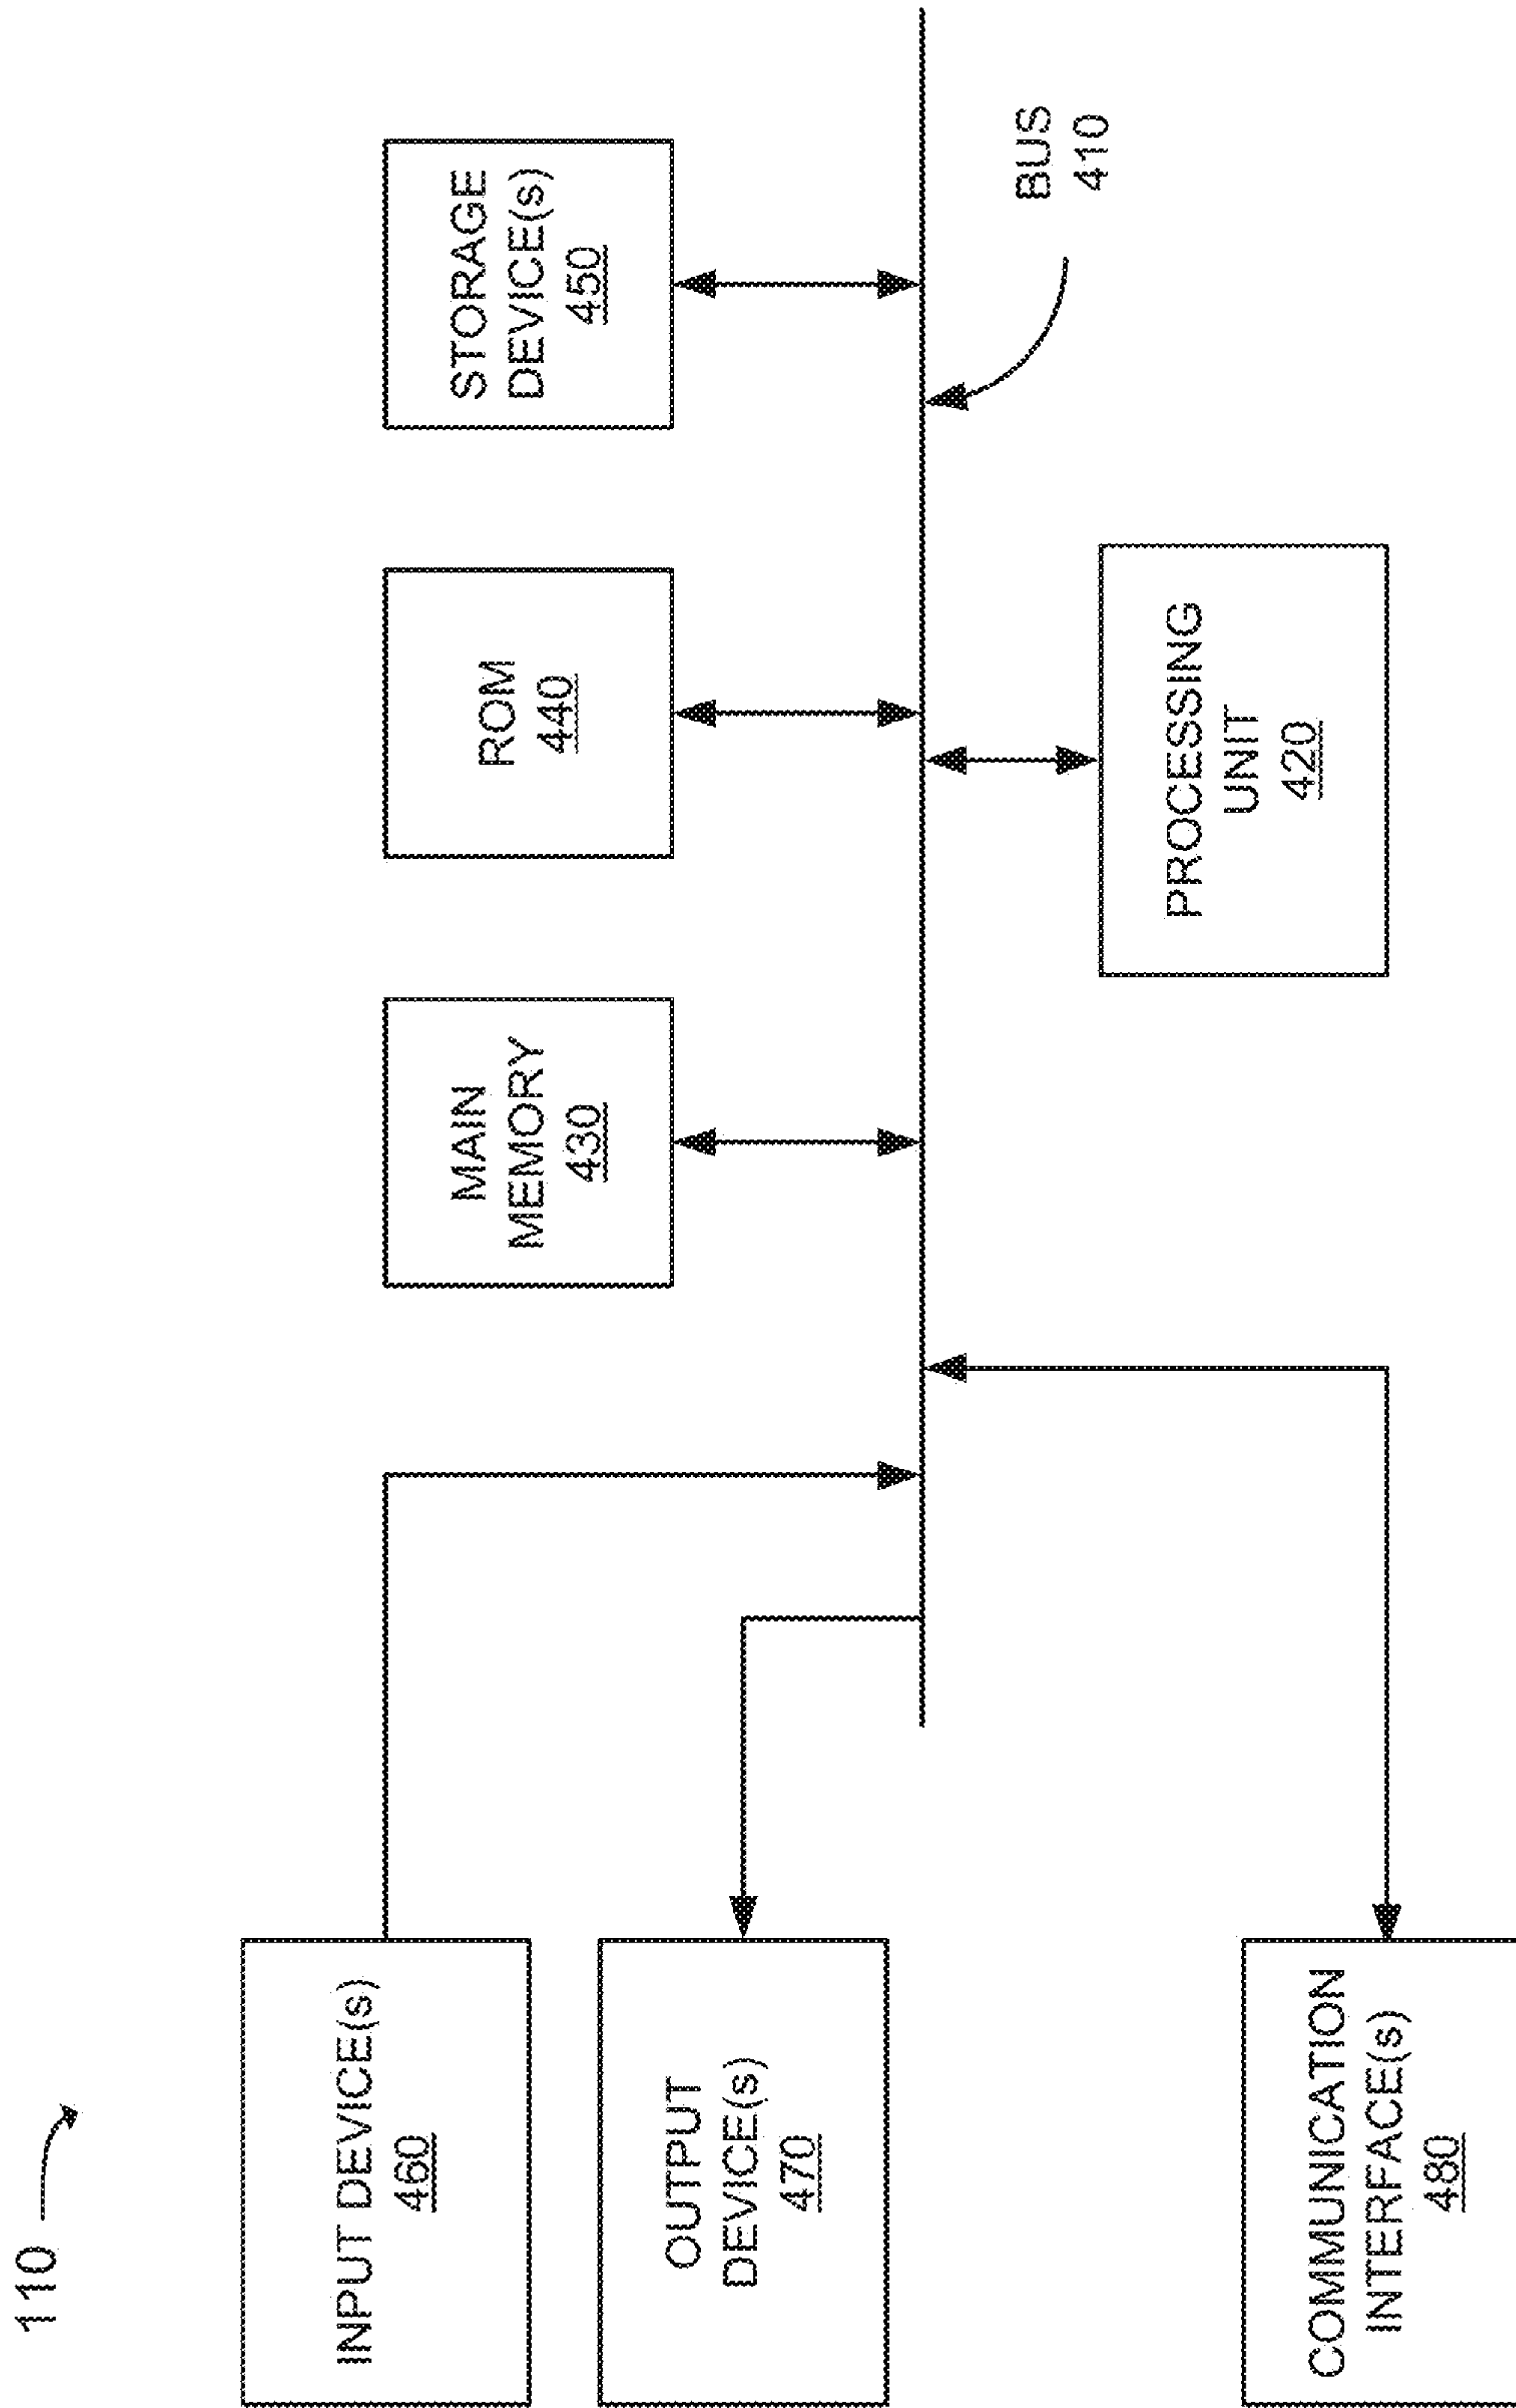 110
INPUT DEVICE(s)
460
OUTPUT
DEVICE(s)
470
COMMUNICATION
INTERFACE(s)
480
MAIN
MEMORY
430
ROM
440
STORAGE
DEVICE(s)
450
PROCESSING
UNIT
420
BUS
410